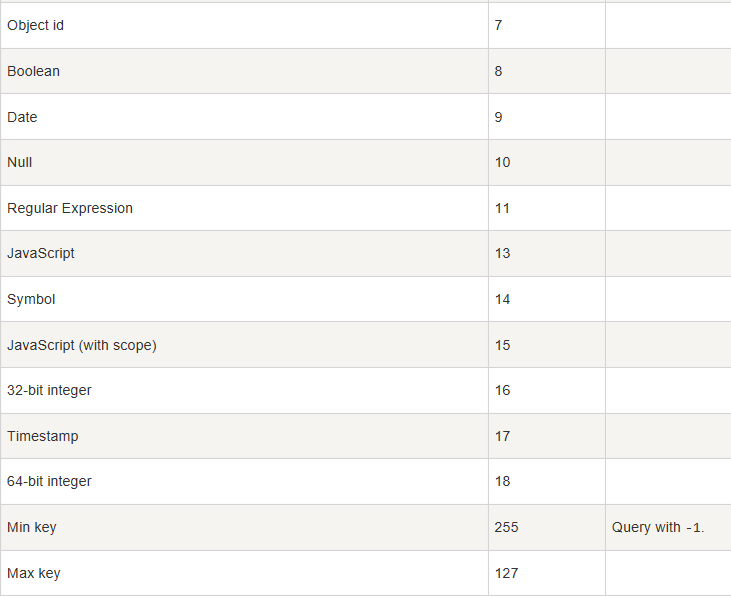 Object id 7
Boolean 8
Date 9
Null 10
Regular Expression 11
JavaScript 13
Symbol 14
JavaScript (with scope) 15
32-bit integer 16
Timestamp 17
64-bit integer 18
Min key 255 Query with -1.
Max key 127